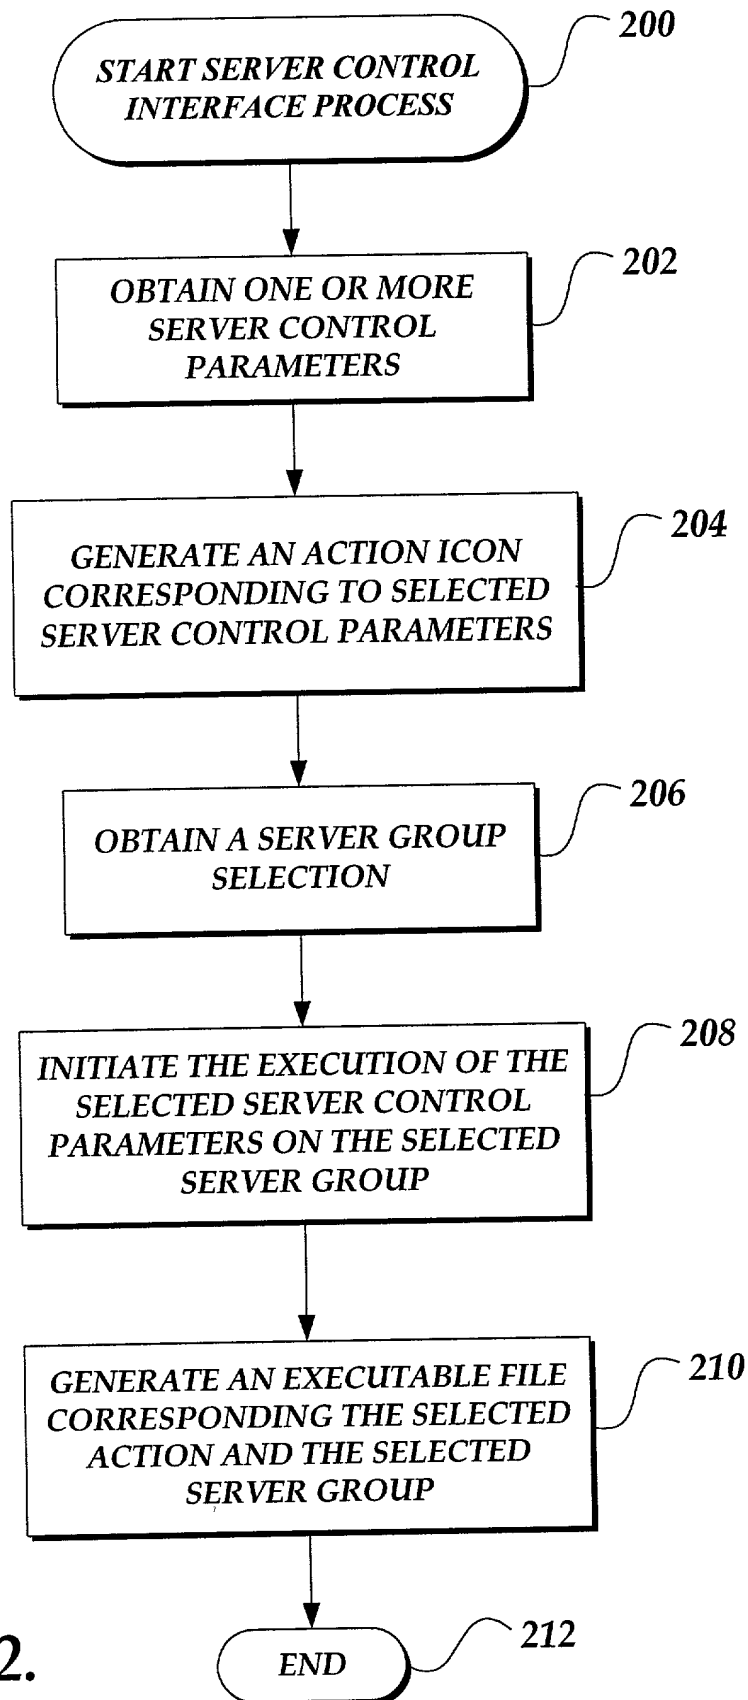 200
START SERVER CONTROL
INTERFACE PROCESS
202
OBTAIN ONE OR MORE
SERVER CONTROL
PARAMETERS
204
GENERATE AN ACTION ICON
CORRESPONDING TO SELECTED
SERVER CONTROL PARAMETERS
206
OBTAIN A SERVER GROUP
SELECTION
208
INITIATE THE EXECUTION OF THE
SELECTED SERVER CONTROL
PARAMETERS ON THE SELECTED
SERVER GROUP
210
GENERATE AN EXECUTABLE FILE
CORRESPONDING THE SELECTED
ACTION AND THE SELECTED
SERVER GROUP
212
END
2.